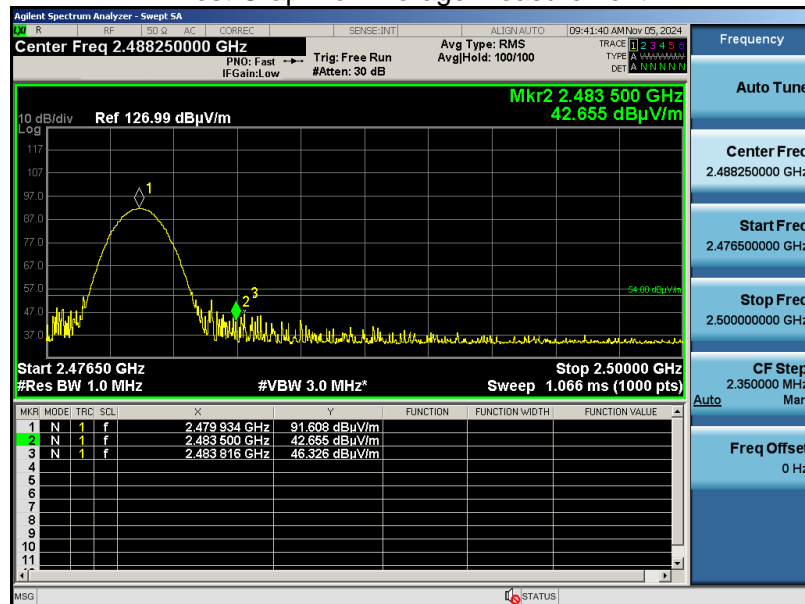 Agilent Spectrum Analyzer - Swept SA
LXI R RF 50 Ω AC CORREC SENSE:INT ALIGN AUTO 09:41:40 AM Nov 05, 2024
Center Freq 2.488250000 GHz
PNO: Fast
IFGain:Low
Trig: Free Run
#Atten: 30 dB
Avg Type: RMS
Avg|Hold: 100/100
TRACE 1 2 3 4 5 6
TYPE A
DET A N N N N N
Mkr2 2.483 500 GHz
42.655 dBµV/m
10 dB/div Ref 126.99 dBµV/m
Log
117
107
97.0
87.0
77.0
67.0
57.0
47.0
37.0
1
2
3
54.00 dBµV/m
Start 2.47650 GHz Stop 2.50000 GHz
#Res BW 1.0 MHz #VBW 3.0 MHz* Sweep 1.066 ms (1000 pts)
MKR MODE TRC SCL X Y FUNCTION FUNCTION WIDTH FUNCTION VALUE
1 N 1 f 2.479 934 GHz 91.608 dBµV/m
2 N 1 f 2.483 500 GHz 42.655 dBµV/m
3 N 1 f 2.483 816 GHz 46.326 dBµV/m
4
5
6
7
8
9
10
11
MSG STATUS
Frequency
Auto Tune
Center Freq
2.488250000 GHz
Start Freq
2.476500000 GHz
Stop Freq
2.500000000 GHz
CF Step
2.350000 MHz
Auto Man
Freq Offset
0 Hz